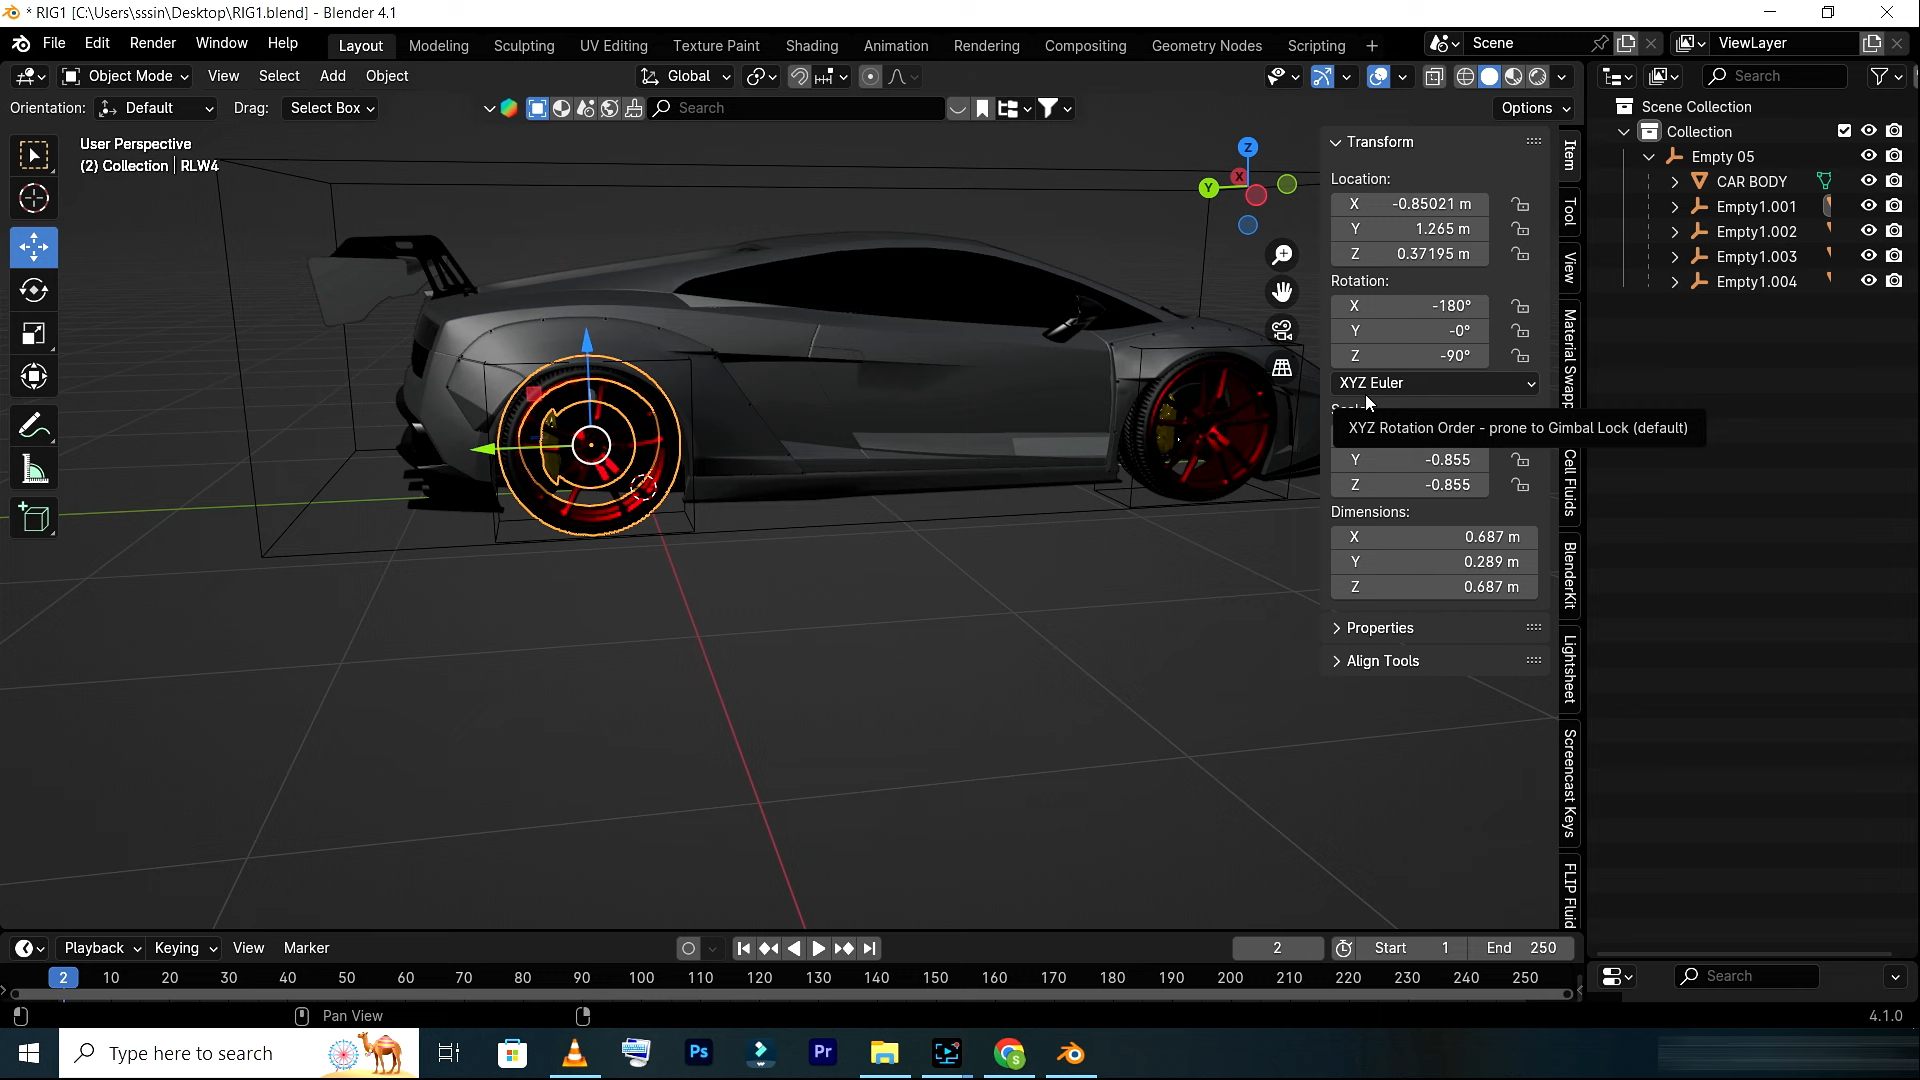 * RIG1 [C:\Users\sssin\Desktop\RIG1.blend] - Blender 4.1
File Edit Render Window Help
Layout Modeling Sculpting UV Editing Texture Paint Shading Animation Rendering Compositing Geometry Nodes Scripting +
Scene
ViewLayer
Object Mode View Select Add Object
Global
Search
Orientation: Default Drag: Select Box
Search
Options
User Perspective
(2) Collection | RLW4
Z
Y
X
Transform
Location:
X -0.85021 m
Y 1.265 m
Z 0.37195 m
Rotation:
X -180°
Y -0°
Z -90°
XYZ Euler
XYZ Rotation Order - prone to Gimbal Lock (default)
Y -0.855
Z -0.855
Dimensions:
X 0.687 m
Y 0.289 m
Z 0.687 m
Properties
Align Tools
Item
Tool
View
Material Swapp
Cell Fluids
BlenderKit
Lightsheet
Screencast Keys
FLIP Fluid
Scene Collection
Collection
Empty 05
CAR BODY
Empty1.001
Empty1.002
Empty1.003
Empty1.004
Playback Keying View Marker
2
Start 1
End 250
2 10 20 30 40 50 60 70 80 90 100 110 120 130 140 150 160 170 180 190 200 210 220 230 240 250
Search
Pan View
4.1.0
Type here to search
Ps
Pr
S